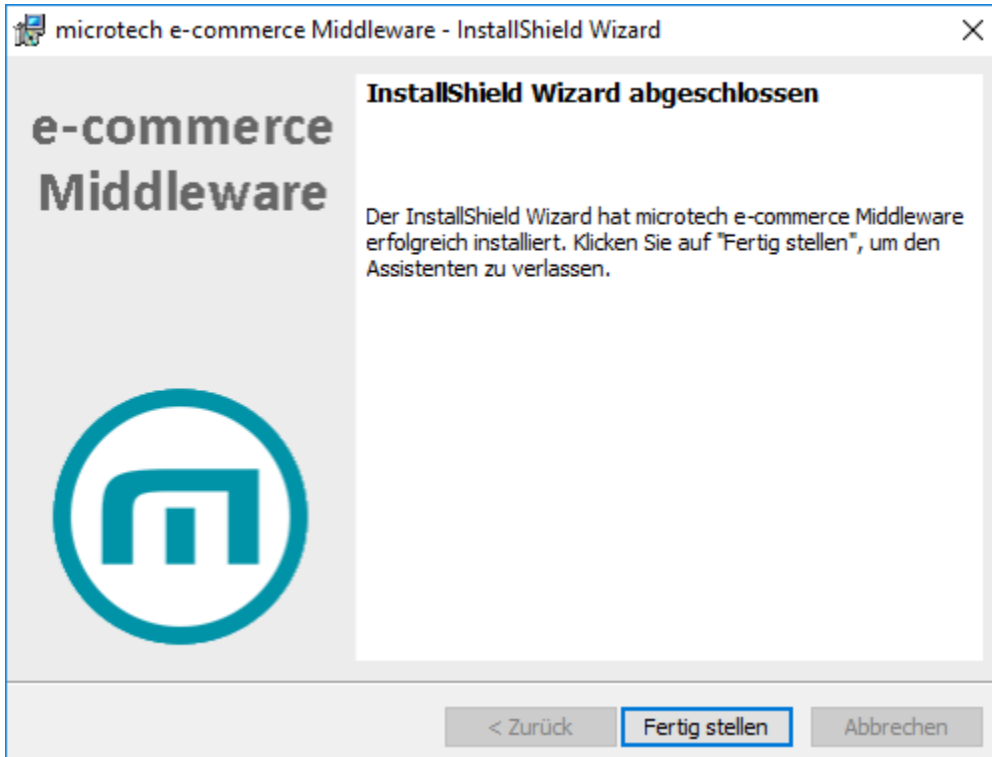 microtech e-commerce Middleware - InstallShield Wizard
e-commerce
Middleware
InstallShield Wizard abgeschlossen
Der InstallShield Wizard hat microtech e-commerce Middleware
erfolgreich installiert. Klicken Sie auf "Fertig stellen", um den
Assistenten zu verlassen.
< Zurück
Fertig stellen
Abbrechen